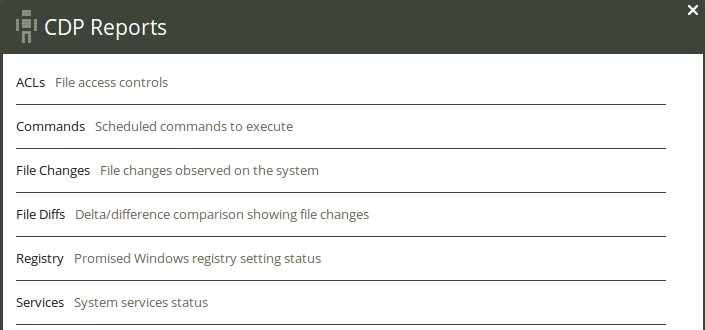 CDP Reports
ACLs File access controls
Commands Scheduled commands to execute
File Changes File changes observed on the system
File Diffs Delta/difference comparison showing file changes
Registry Promised Windows registry setting status
Services System services status